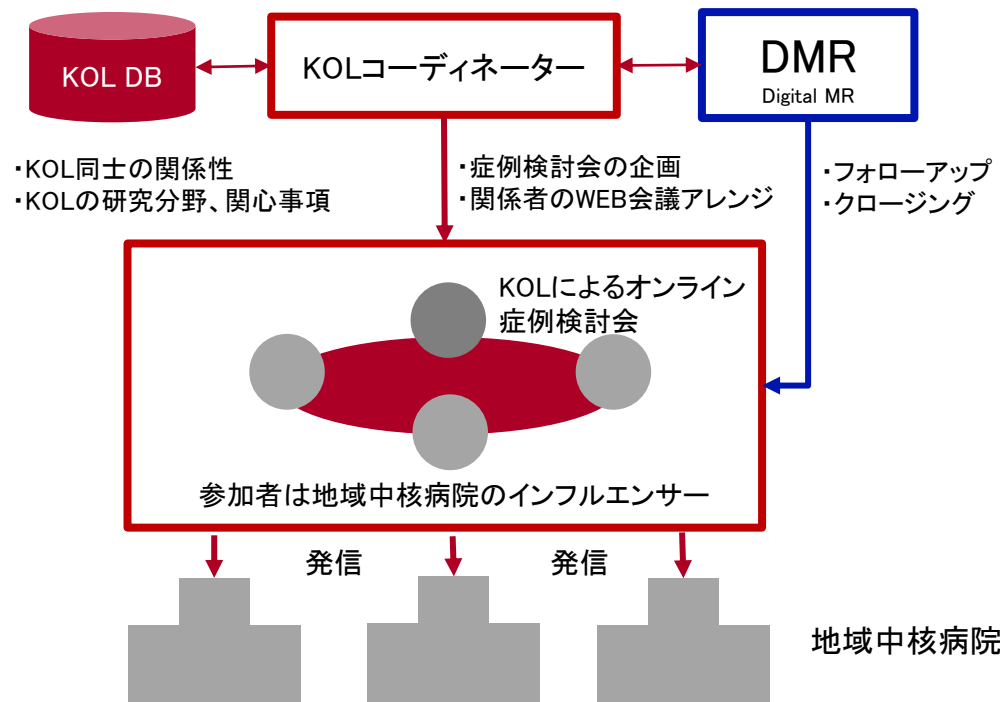 KOL DB
KOLコーディネーター
DMR
Digital MR
・KOL同士の関係性
・KOLの研究分野、関心事項
・症例検討会の企画
・関係者のWEB会議アレンジ
・フォローアップ
・クロージング
KOLによるオンライン
症例検討会
参加者は地域中核病院のインフルエンサー
発信
発信
地域中核病院